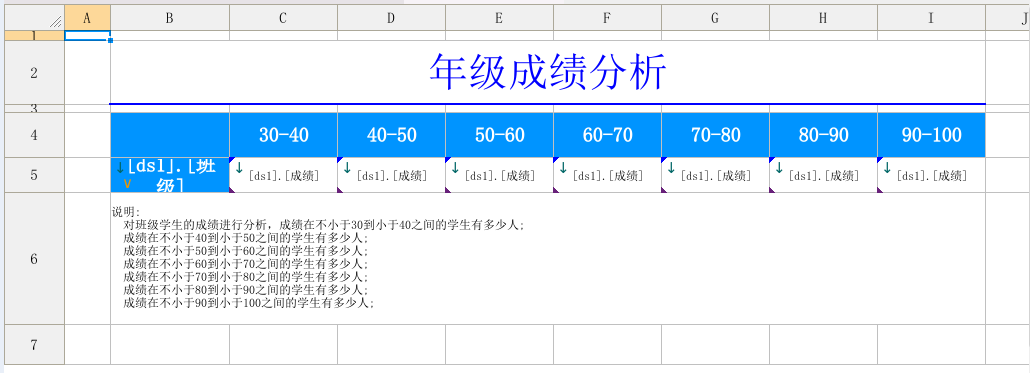 A B C D E F G H I J
1
2 年级成绩分析
3
4 30-40 40-50 50-60 60-70 70-80 80-90 90-100
5 [ds1].[班级] [ds1].[成绩] [ds1].[成绩] [ds1].[成绩] [ds1].[成绩] [ds1].[成绩] [ds1].[成绩] [ds1].[成绩]
6
说明:
对班级学生的成绩进行分析, 成绩在不小于30到小于40之间的学生有多少人;
成绩在不小于40到小于50之间的学生有多少人;
成绩在不小于50到小于60之间的学生有多少人;
成绩在不小于60到小于70之间的学生有多少人;
成绩在不小于70到小于80之间的学生有多少人;
成绩在不小于80到小于90之间的学生有多少人;
成绩在不小于90到小于100之间的学生有多少人;
7